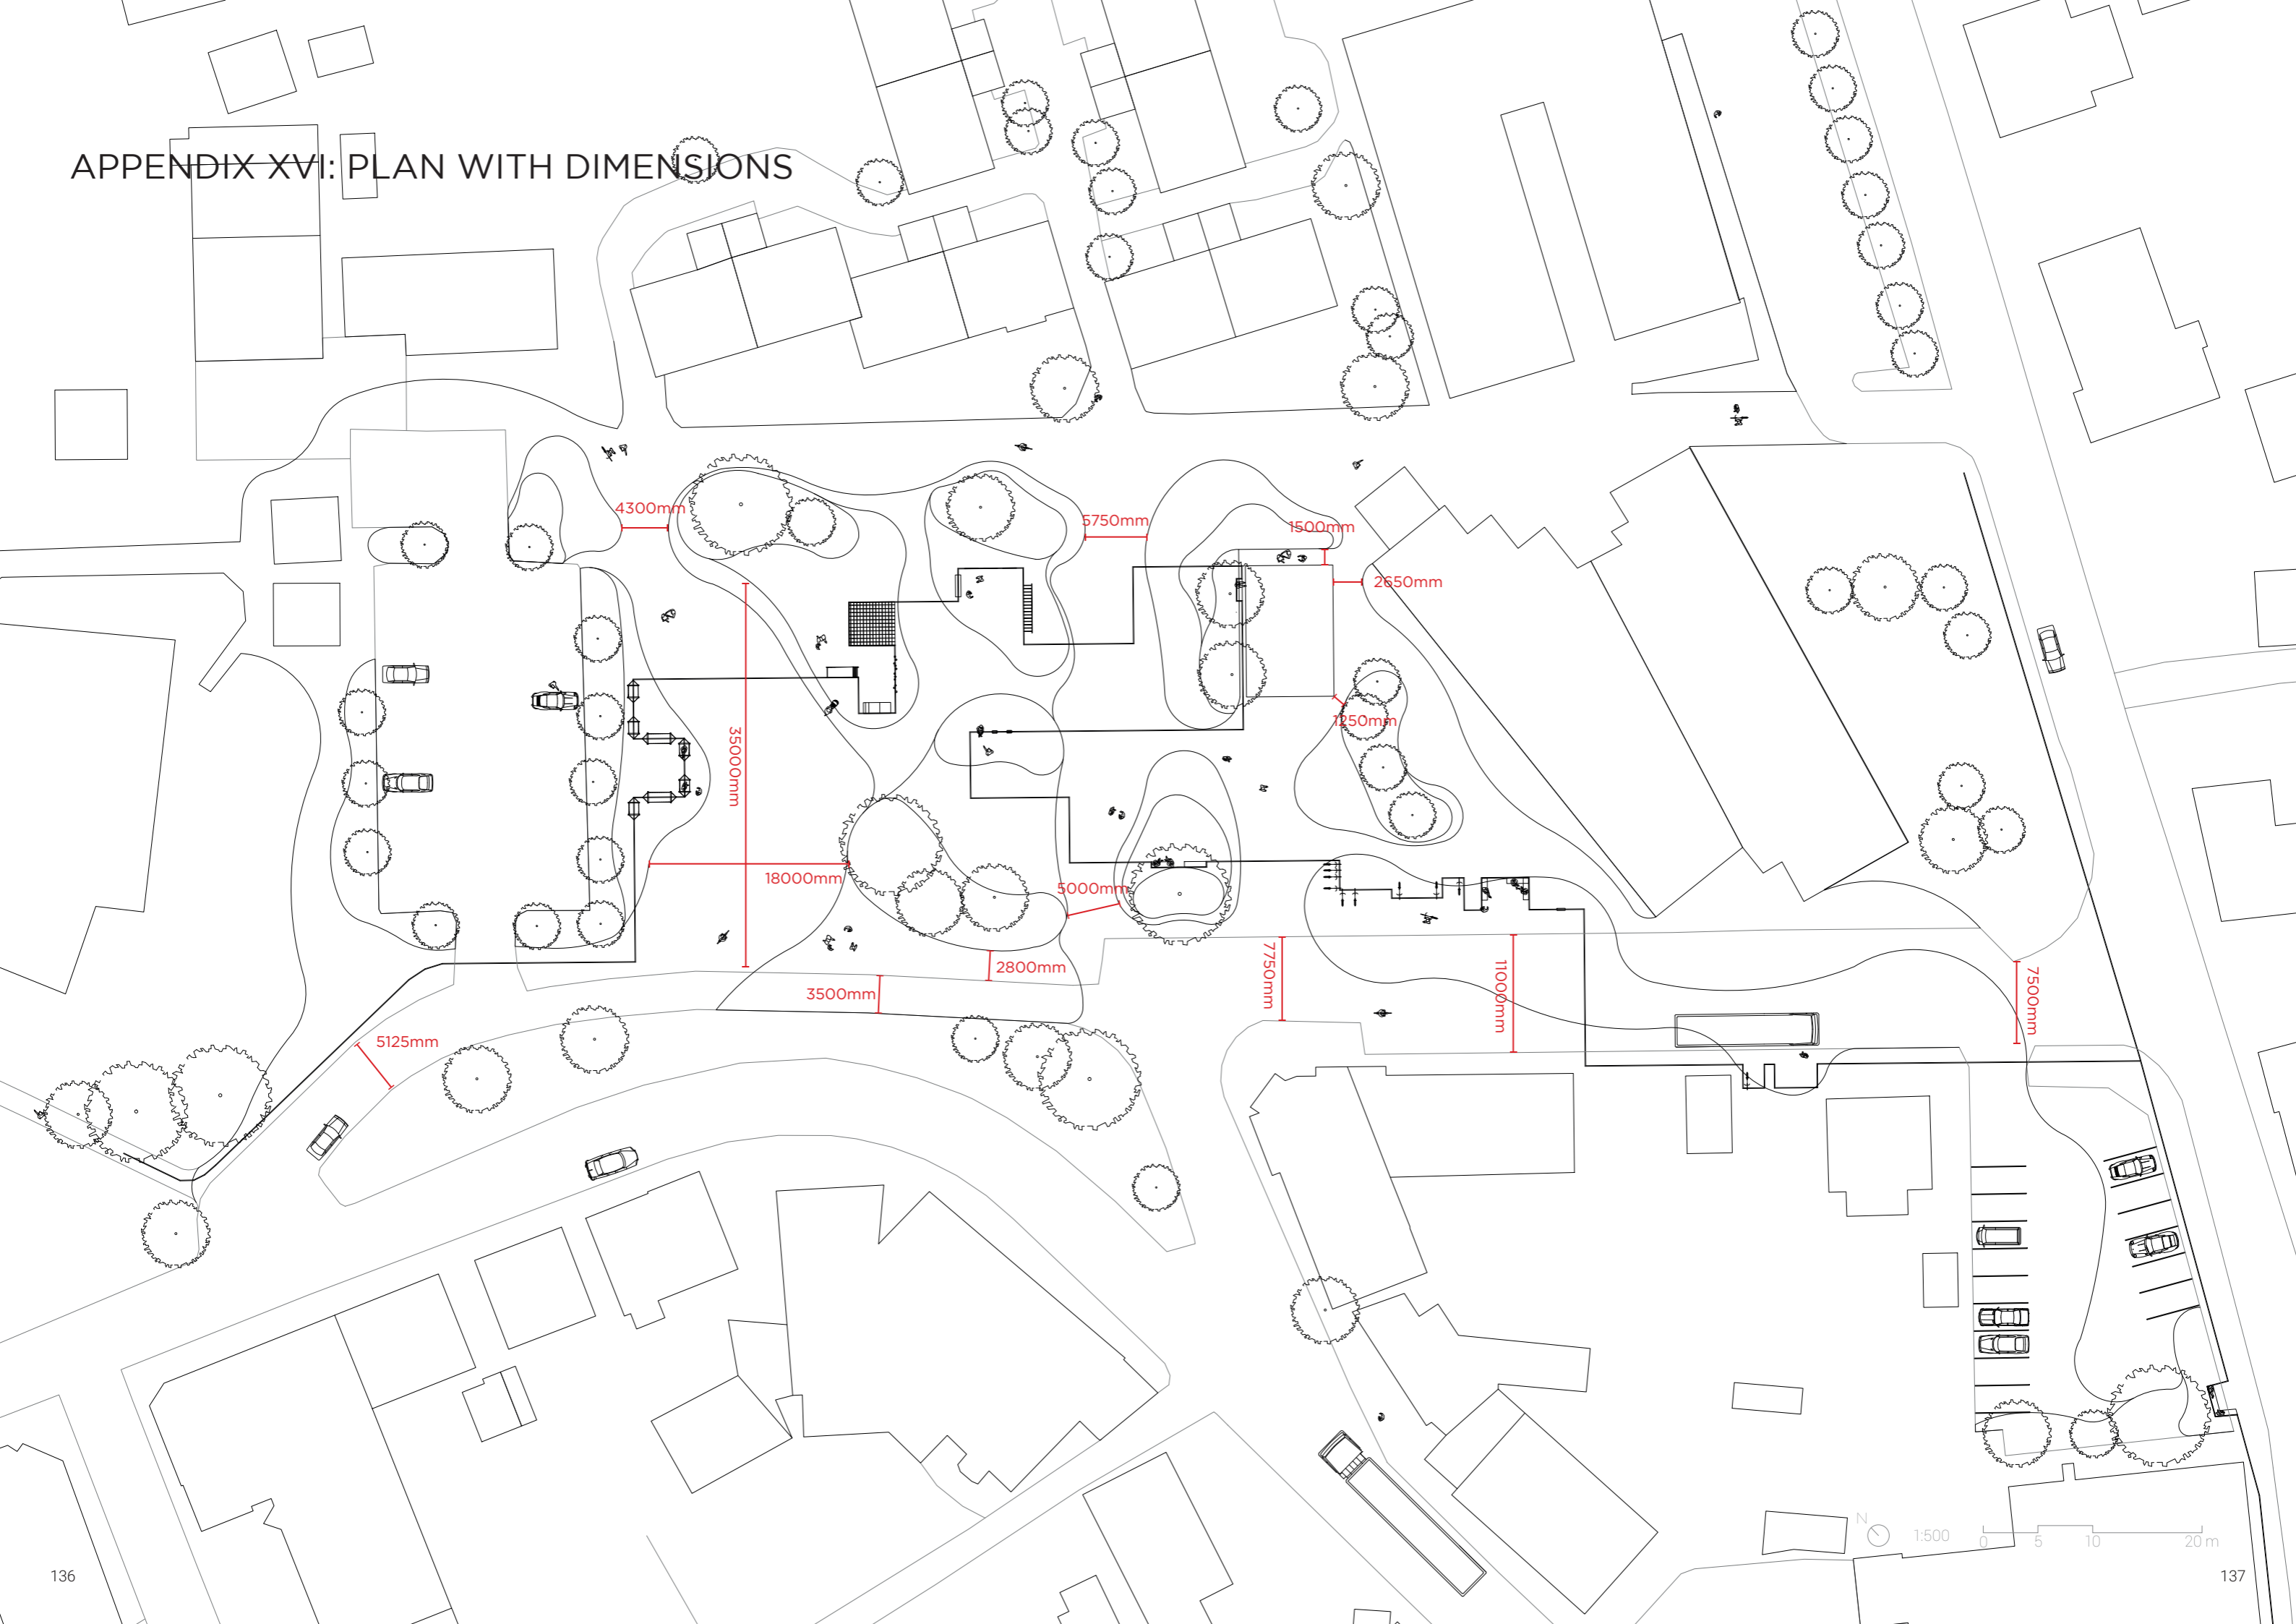 APPENDIX XVI: PLAN WITH DIMENSIONS
4300mm
5750mm
1500mm
2650mm
1250mm
35000mm
18000mm
5000mm
2800mm
3500mm
7750mm
11000mm
7500mm
5125mm
N
1:500
0 5 10 20 m
136
137